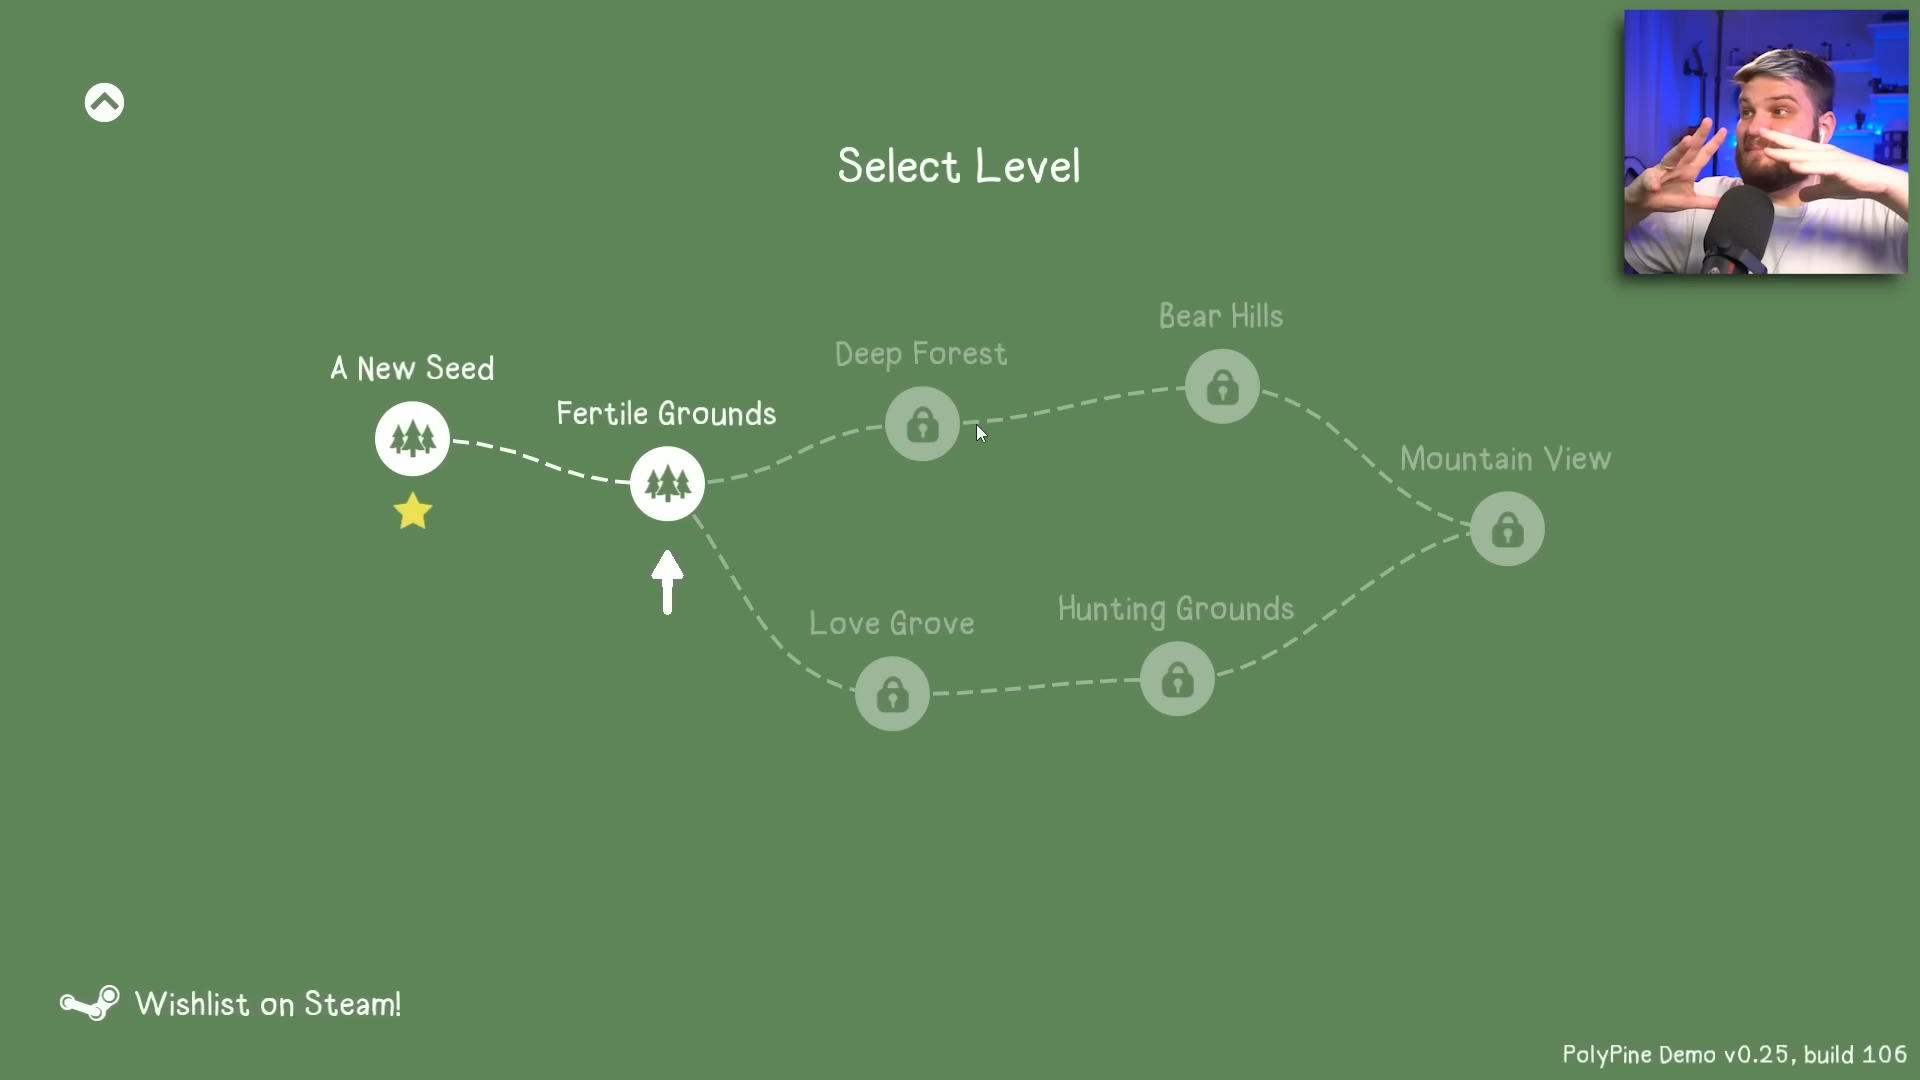 Select Level
Bear Hills
Deep Forest
A New Seed
Fertile Grounds
Mountain View
Hunting Grounds
Love Grove
Wishlist on Steam!
PolyPine Demo v0.25, build 106